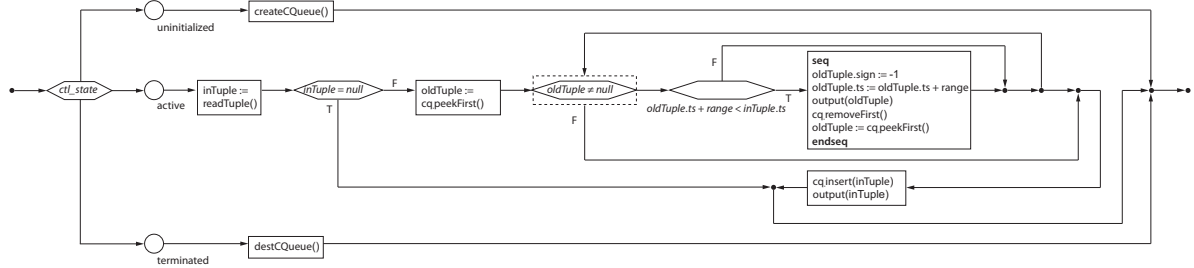 createCQueue()
uninitialized
ctl_state
active
inTuple :=
readTuple()
inTuple = null
F
T
oldTuple :=
cq.peekFirst()
oldTuple ≠ null
F
F
oldTuple.ts + range < inTuple.ts
T
seq
oldTuple.sign := -1
oldTuple.ts := oldTuple.ts + range
output(oldTuple)
cq.removeFirst()
oldTuple := cq.peekFirst()
endseq
cq.insert(inTuple)
output(inTuple)
destCQueue()
terminated